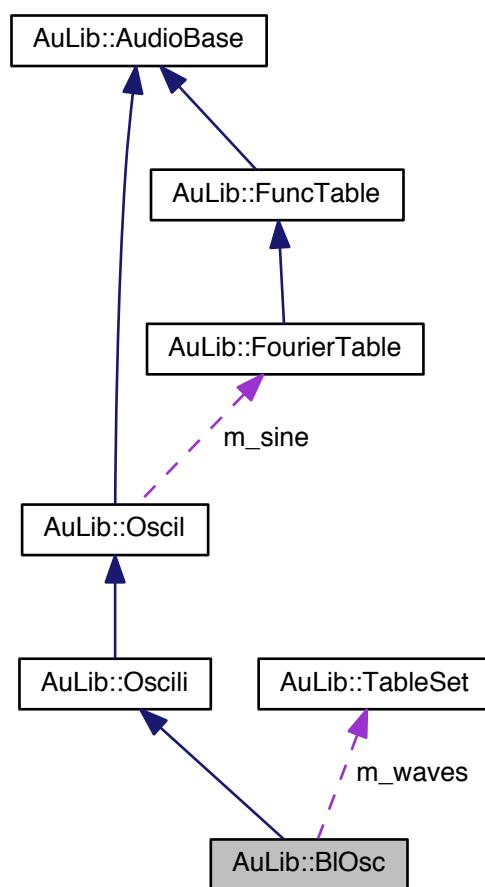 AuLib::AudioBase
AuLib::FuncTable
AuLib::FourierTable
m_sine
AuLib::Oscil
AuLib::Oscili
AuLib::TableSet
m_waves
AuLib::BlOsc